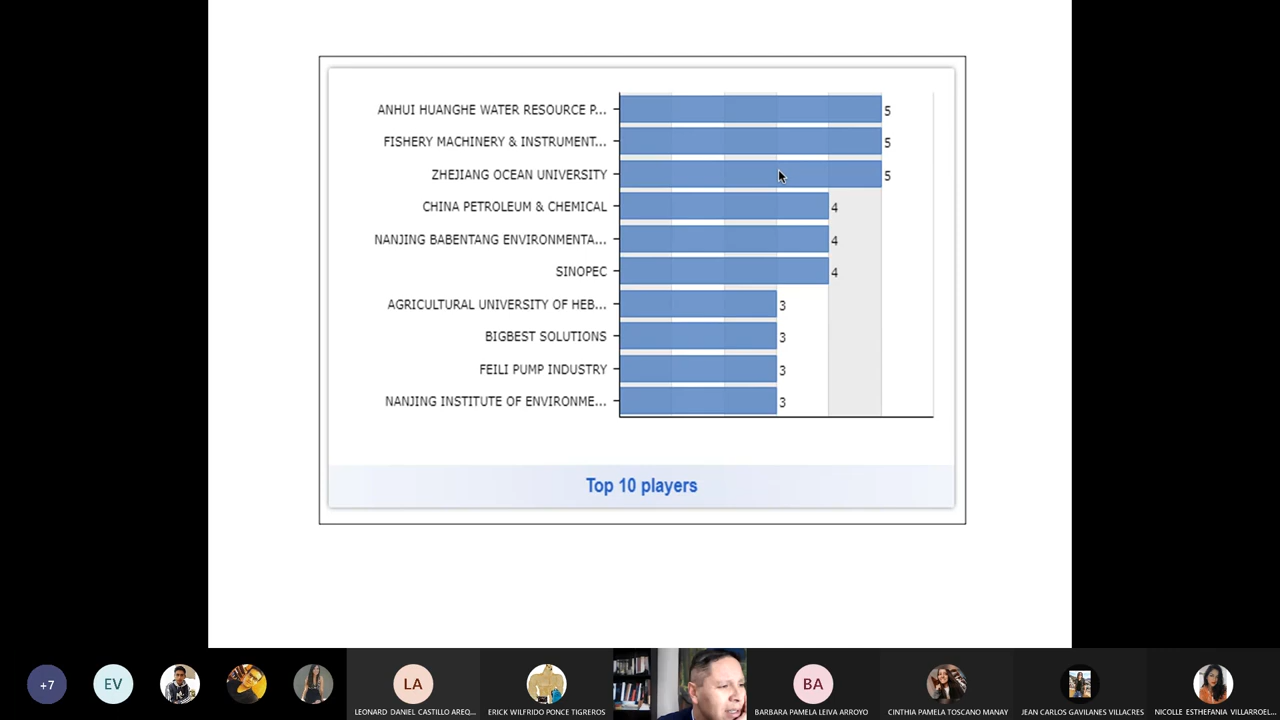 ANHUI HUANGHE WATER RESOURCE P... 5
FISHERY MACHINERY & INSTRUMENT... 5
ZHEJIANG OCEAN UNIVERSITY 5
CHINA PETROLEUM & CHEMICAL 4
NANJING BABENTANG ENVIRONMENTA... 4
SINOPEC 4
AGRICULTURAL UNIVERSITY OF HEB... 3
BIGBEST SOLUTIONS 3
FEILI PUMP INDUSTRY 3
NANJING INSTITUTE OF ENVIRONME... 3
Top 10 players
+7
EV
LA
BA
LEONARD DANIEL CASTILLO AREQ...
ERICK WILFRIDO PONCE TIGREROS
BARBARA PAMELA LEIVA ARROYO
CINTHIA PAMELA TOSCANO MANAY
JEAN CARLOS GAVILANES VILLACRES
NICOLLE ESTHEFANIA VILLARROEL...